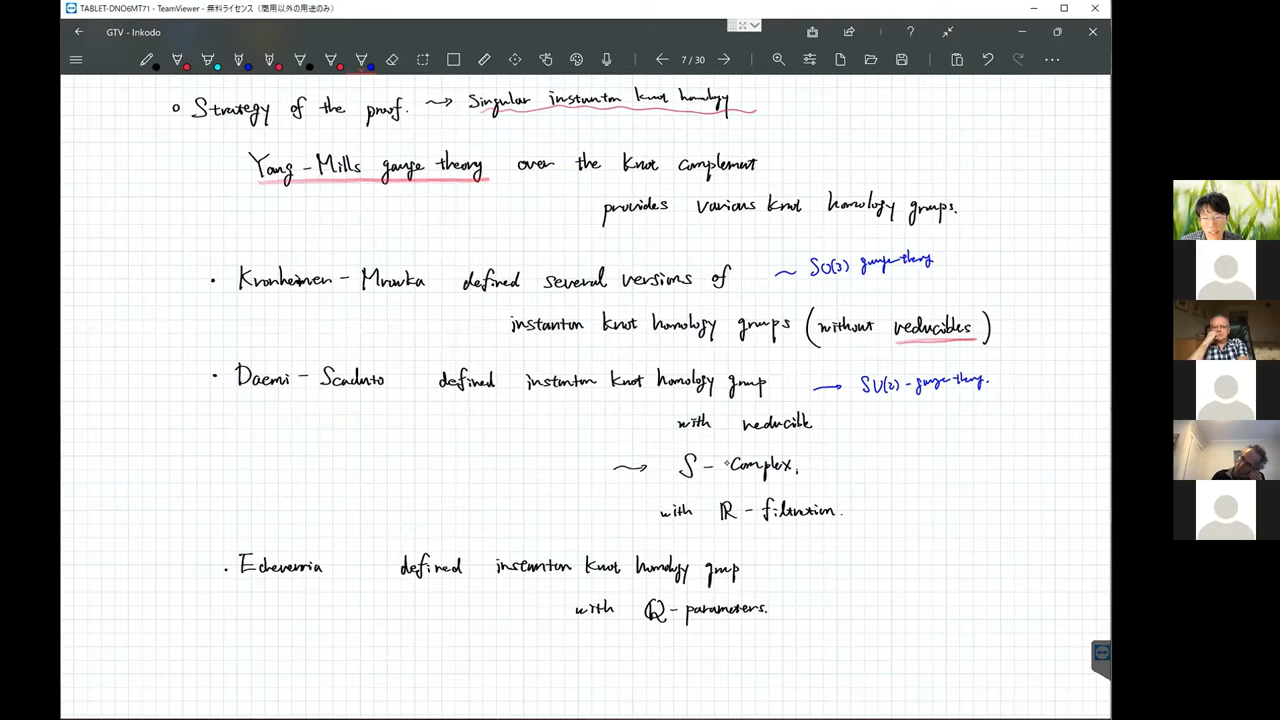 TABLET-DNO6MT71 - TeamViewer - 無料ライセンス (商用以外の用途のみ)
GTV - Inkodo
7 / 30
○ Strategy of the proof. ⟿ Singular instanton knot homology
Yang-Mills gauge theory over the knot complement
provides various knot homology groups.
・ Kronheimer - Mrowka defined several versions of ~ SO(3) gauge theory
instanton knot homology groups (without reducibles)
・ Daemi - Scaduto defined instanton knot homology group → SU(2)-gauge theory.
with reducible
⟿ S - complex,
with ℝ - filtration.
・ Echeverria defined instanton knot homology group
with ℚ - parameters.